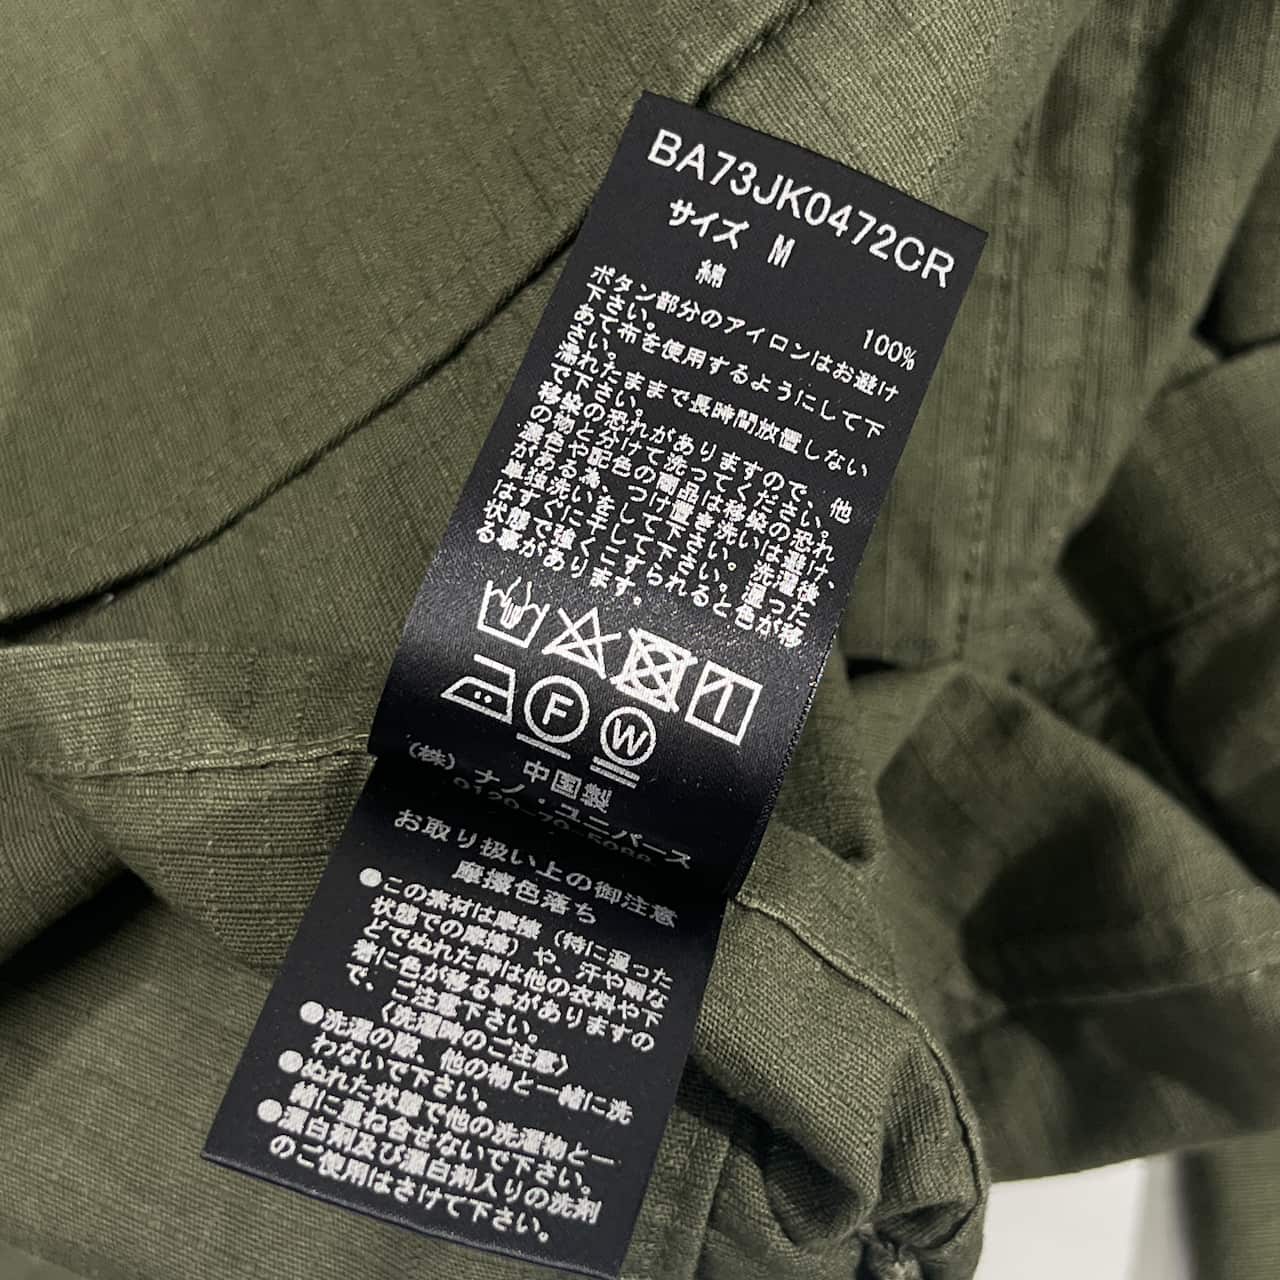 BA73JK0472CR
サイズ M
綿 100%
ボタン部分のアイロンはお避け
下さい。
あて布を使用するようにして下
さい。
濡れたままで長時間放置しない
で下さい。
移染の恐れがありますので、他
の物と分けて洗ってください。
濃色や配色の商品は移染の恐れ
がある為、つけ置き洗いは避け、
単独洗いをして下さい。洗濯後
はすぐに干して下さい。湿った
状態で強くこすられると色が移
る事があります。
F W
中国製
(株)ナノ・ユニバース
お取り扱い上の御注意
摩擦色落ち
●この素材は摩擦(特に湿った
状態での摩擦)や、汗や雨な
どでぬれた時は他の衣料や下
着に色が移る事がありますの
で、ご注意下さい。
〈洗濯時のご注意〉
●洗濯の際、他の物と一緒に洗
わないで下さい。
●ぬれた状態で他の洗濯物と一
緒に重ね合せないで下さい。
●漂白剤及び漂白剤入りの洗剤
のご使用はさけて下さい。